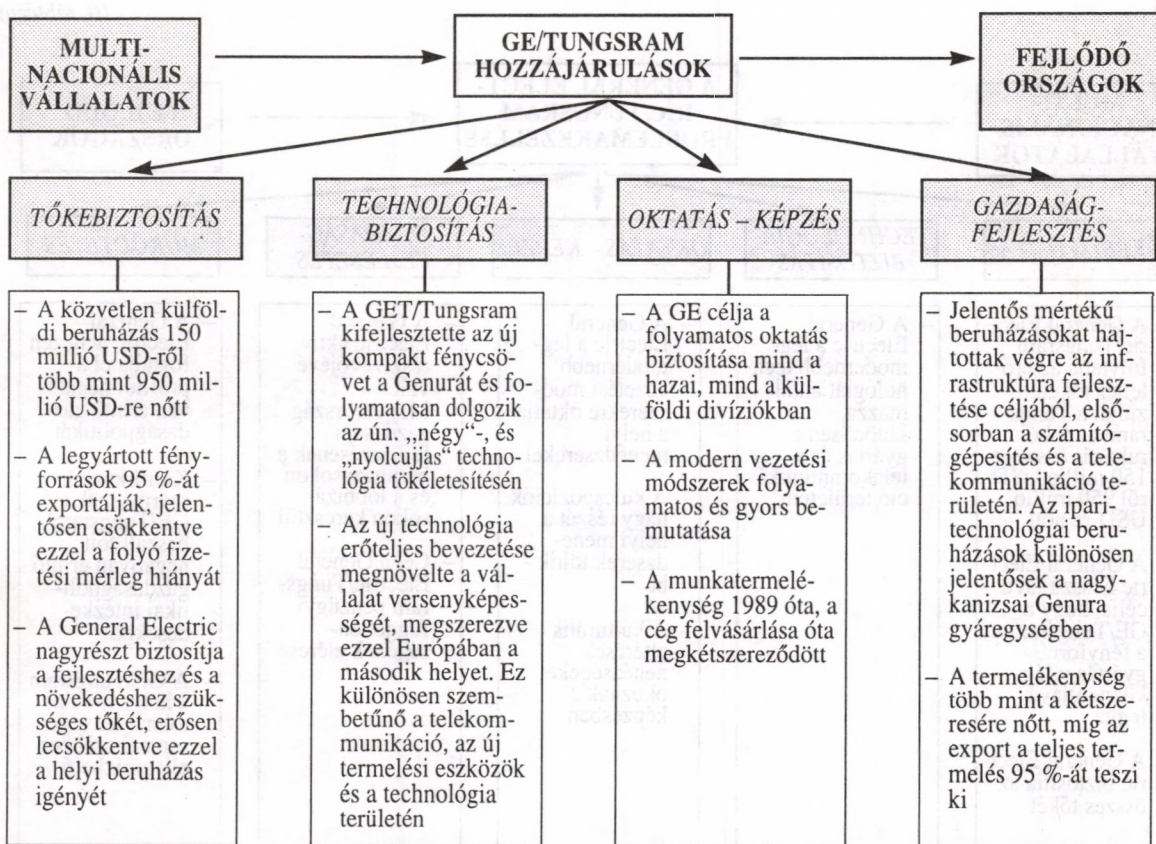 MULTI-
NACIONÁLIS
VÁLLALATOK
GE/TUNGSRAM
HOZZÁJÁRULÁSOK
FEJLŐDŐ
ORSZÁGOK
TŐKEBIZTOSÍTÁS
– A közvetlen külföl-
di beruházás 150
millió USD-ről
több mint 950 mil-
lió USD-re nőtt
– A legyártott fény-
források 95 %-át
exportálják, jelen-
tősen csökkentve
ezzel a folyó fize-
tési mérleg hiányát
– A General Electric
nagyrészt biztosítja
a fejlesztéshez és a
növekedéshez szük-
séges tőkét, erősen
lecsökkentve ezzel
a helyi beruházás
igényét
TECHNOLÓGIA-
BIZTOSÍTÁS
– A GET/Tungsram
kifejlesztette az új
kompakt fénycsö-
vet a Genurát és fo-
lyamatosan dolgozik
az ún. „négy”-, és
„nyolcujjas” techno-
lógia tökéletesítésén
– Az új technológia
erőteljes bevezetése
megnövelte a vál-
lalat versenyképes-
ségét, megszerezve
ezzel Európában a
második helyet. Ez
különösen szem-
betűnő a telekom-
munikáció, az új
termelési eszközök
és a technológia
területén
OKTATÁS – KÉPZÉS
– A GE célja a
folyamatos oktatás
biztosítása mind a
hazai, mind a kül-
földi divíziókban
– A modern vezetési
módszerek folya-
matos és gyors be-
mutatása
– A munkatermelé-
kenység 1989 óta, a
cég felvásárlása óta
megkétszereződött
GAZDASÁG-
FEJLESZTÉS
– Jelentős mértékű
beruházásokat haj-
tottak végre az inf-
rastruktúra fejlesz-
tése céljából, első-
sorban a számító-
gépesítés és a tele-
kommunikáció te-
rületén. Az ipari-
technológiai beru-
házások különösen
jelentősek a nagy-
kanizsai Genura
gyáregységben
– A termelékenység
több mint a kétsze-
resére nőtt, míg az
export a teljes ter-
melés 95 %-át teszi
ki